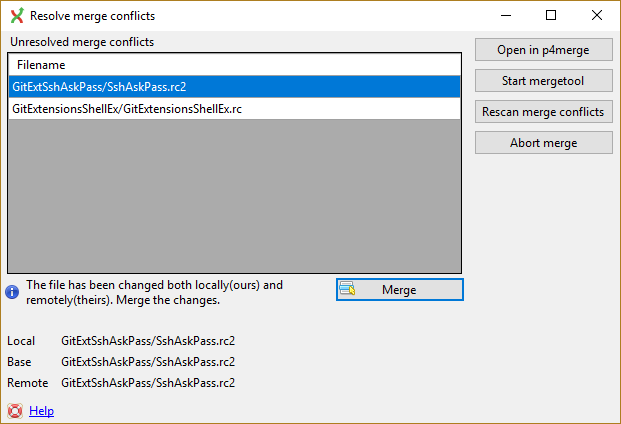 Resolve merge conflicts
Unresolved merge conflicts
Filename
GitExtSshAskPass/SshAskPass.rc2
GitExtensionsShellEx/GitExtensionsShellEx.rc
Open in p4merge
Start mergetool
Rescan merge conflicts
Abort merge
The file has been changed both locally(ours) and
remotely(theirs). Merge the changes.
Merge
Local GitExtSshAskPass/SshAskPass.rc2
Base GitExtSshAskPass/SshAskPass.rc2
Remote GitExtSshAskPass/SshAskPass.rc2
Help